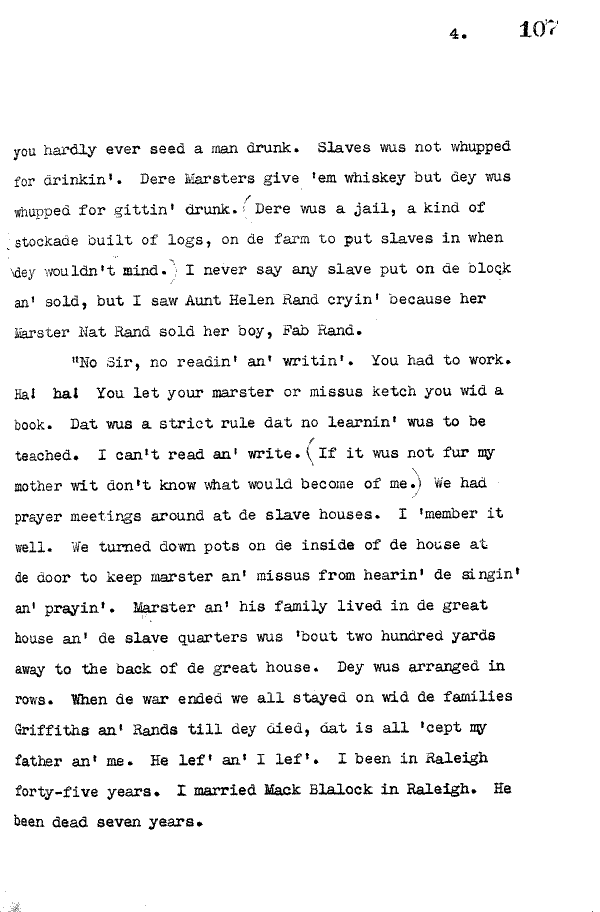 4. 107
you hardly ever seed a man drunk. Slaves wus not whupped
for drinkin'. Dere Marsters give 'em whiskey but dey wus
whupped for gittin' drunk. (Dere wus a jail, a kind of
stockade built of logs, on de farm to put slaves in when
dey wouldn't mind.) I never say any slave put on de block
an' sold, but I saw Aunt Helen Rand cryin' because her
Marster Nat Rand sold her boy, Fab Rand.
"No Sir, no readin' an' writin'. You had to work.
Ha! ha! You let your marster or missus ketch you wid a
book. Dat wus a strict rule dat no learnin' wus to be
teached. I can't read an' write. (If it wus not fur my
mother wit don't know what would become of me.) We had
prayer meetings around at de slave houses. I 'member it
well. We turned down pots on de inside of de house at
de door to keep marster an' missus from hearin' de singin'
an' prayin'. Marster an' his family lived in de great
house an' de slave quarters wus 'bout two hundred yards
away to the back of de great house. Dey wus arranged in
rows. When de war ended we all stayed on wid de families
Griffiths an' Rands till dey died, dat is all 'cept my
father an' me. He lef' an' I lef'. I been in Raleigh
forty-five years. I married Mack Blalock in Raleigh. He
been dead seven years.